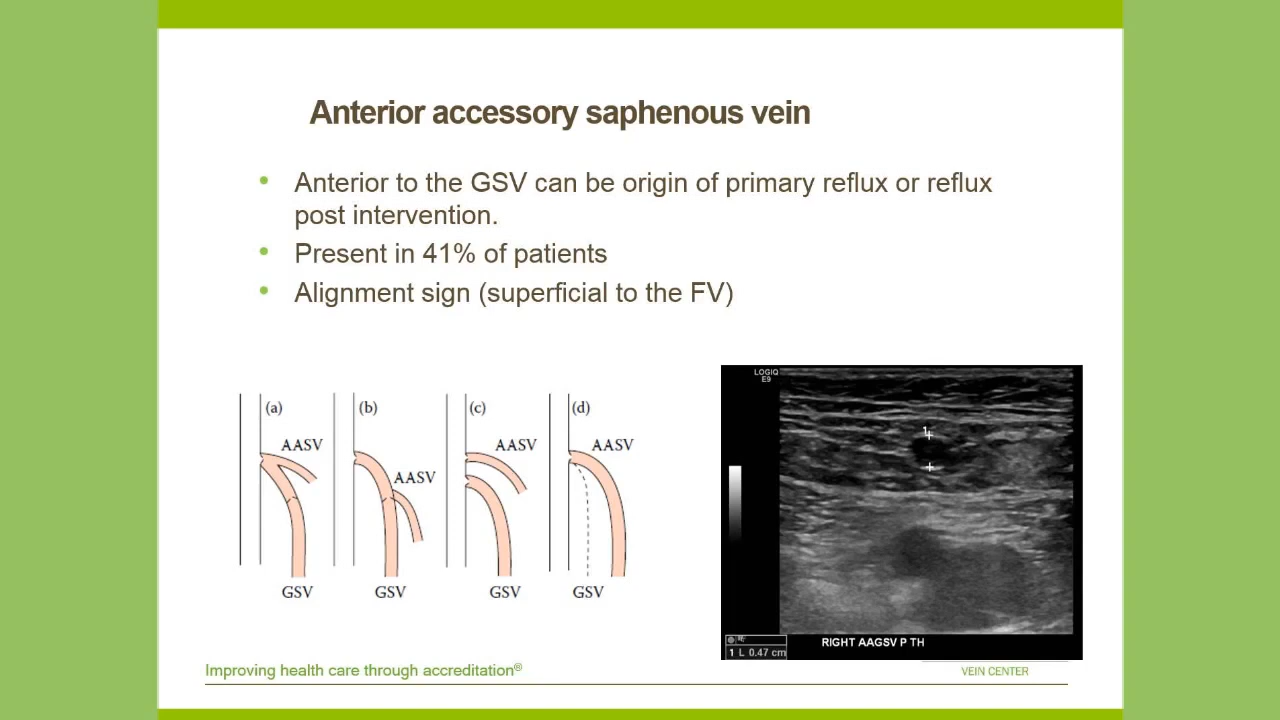 Anterior accessory saphenous vein
• Anterior to the GSV can be origin of primary reflux or reflux
post intervention.
• Present in 41% of patients
• Alignment sign (superficial to the FV)
(a)
AASV
GSV
(b)
AASV
GSV
(c)
AASV
GSV
(d)
AASV
GSV
LOGIQ
E9
1
RIGHT AAGSV P TH
1 L 0.47 cm
Improving health care through accreditation®
VEIN CENTER